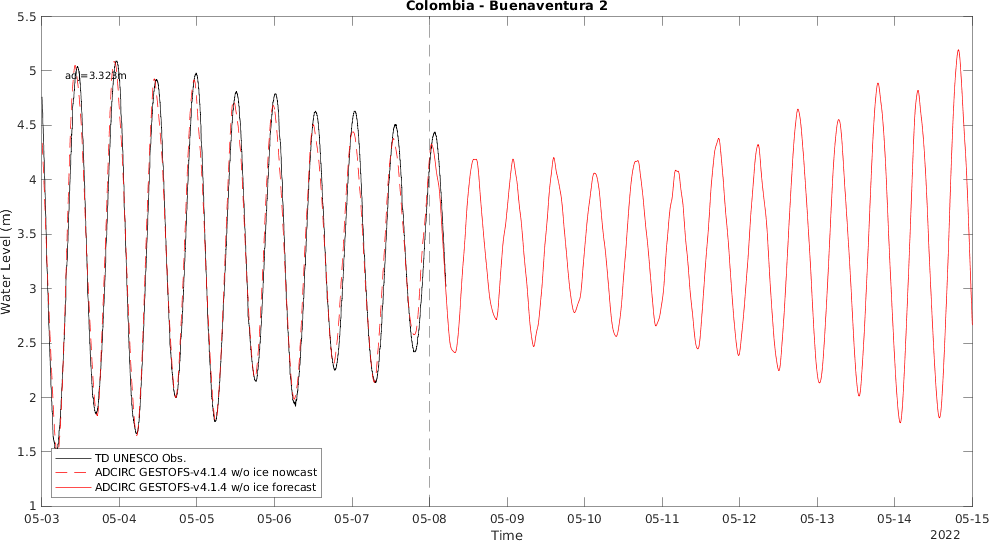 Colombia - Buenaventura 2
5.5
5
4.5
4
3.5
3
2.5
2
1.5
1
Water Level (m)
adj=3.323m
TD UNESCO Obs.
ADCIRC GESTOFS-v4.1.4 w/o ice nowcast
ADCIRC GESTOFS-v4.1.4 w/o ice forecast
05-03 05-04 05-05 05-06 05-07 05-08 05-09 05-10 05-11 05-12 05-13 05-14 05-15
Time
2022